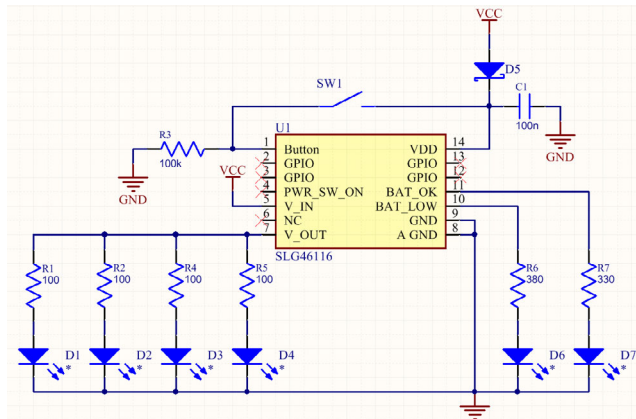 VCC
D5
SW1
C1
100n
GND
U1
R3
100k
GND
VCC
1 Button VDD 14
2 GPIO GPIO 13
3 GPIO GPIO 12
4 PWR_SW_ON BAT_OK 11
5 V_IN BAT_LOW 10
6 NC GND 9
7 V_OUT A GND 8
SLG46116
R1
100
R2
100
R4
100
R5
100
R6
380
R7
330
D1
*
D2
*
D3
*
D4
*
D6
*
D7
*